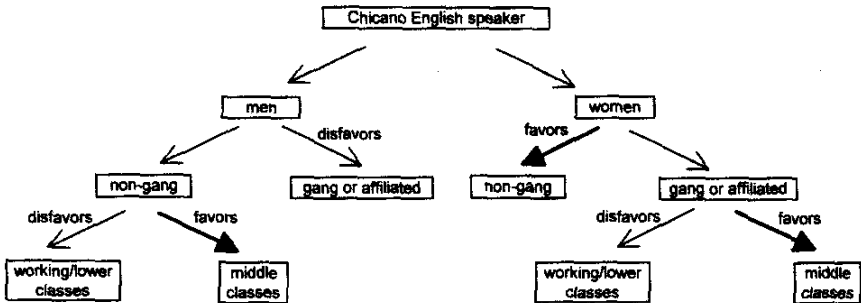 Chicano English speaker
men
women
disfavors
favors
non-gang
gang or affiliated
non-gang
gang or affiliated
disfavors
favors
disfavors
favors
working/lower
classes
middle
classes
working/lower
classes
middle
classes